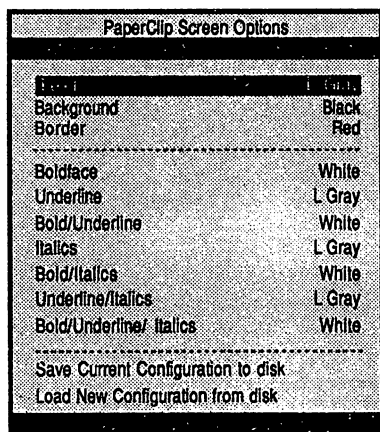 PaperClip Screen Options
Background Black
Border Red
Boldface White
Underline L Gray
Bold/Underline White
Italics L Gray
Bold/Italics White
Underline/Italics L Gray
Bold/Underline/ Italics White
Save Current Configuration to disk
Load New Configuration from disk